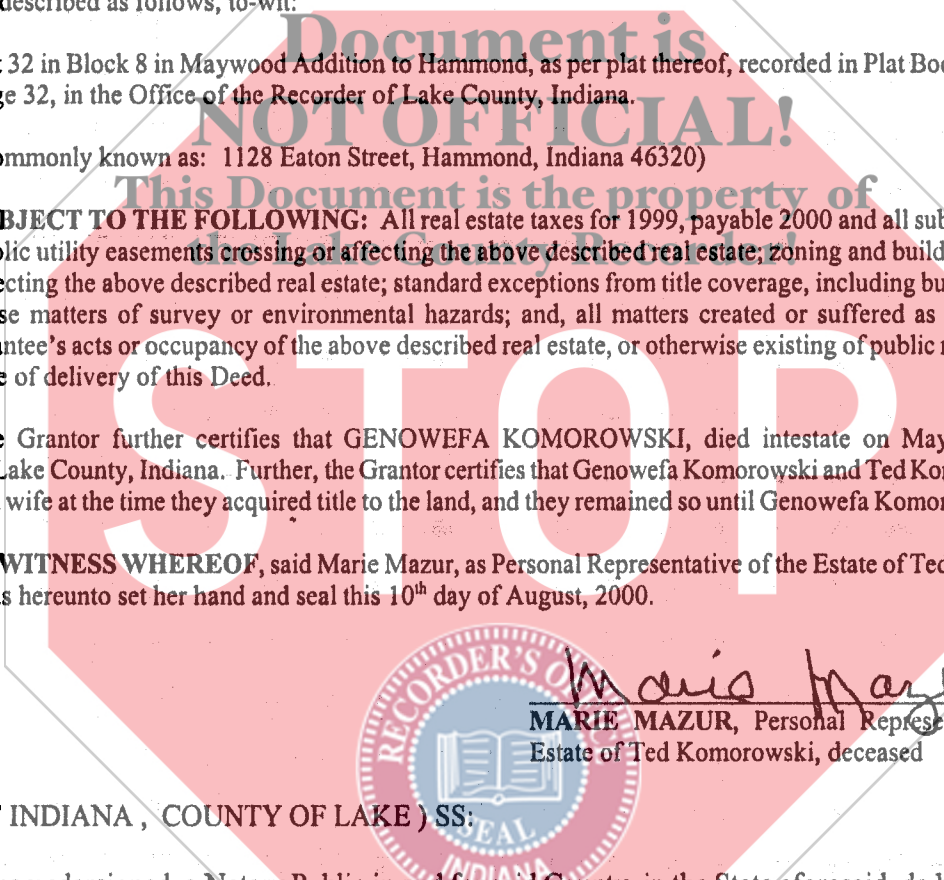 described as follows, to-wit:
Document is
32 in Block 8 in Maywood Addition to Hammond, as per plat thereof, recorded in Plat Boo
ge 32, in the Office of the Recorder of Lake County, Indiana.
NOT OFFICIAL!
ommonly known as: 1128 Eaton Street, Hammond, Indiana 46320)
This Document is the property of
BJECT TO THE FOLLOWING: All real estate taxes for 1999, payable 2000 and all sub
the Lake County Recorder!
lic utility easements crossing or affecting the above described real estate; zoning and build
ecting the above described real estate; standard exceptions from title coverage, including bu
se matters of survey or environmental hazards; and, all matters created or suffered as
ntee's acts or occupancy of the above described real estate, or otherwise existing of public r
e of delivery of this Deed.
STOP
e Grantor further certifies that GENOWEFA KOMOROWSKI, died intestate on May
Lake County, Indiana. Further, the Grantor certifies that Genowefa Komorowski and Ted Kor
wife at the time they acquired title to the land, and they remained so until Genowefa Komor
WITNESS WHEREOF, said Marie Mazur, as Personal Representative of the Estate of Ted
s hereunto set her hand and seal this 10th day of August, 2000.
Marie Maz
MARIE MAZUR, Personal Represe
Estate of Ted Komorowski, deceased
RECORDER'S OFFICE
SEAL
INDIANA
INDIANA , COUNTY OF LAKE ) SS: